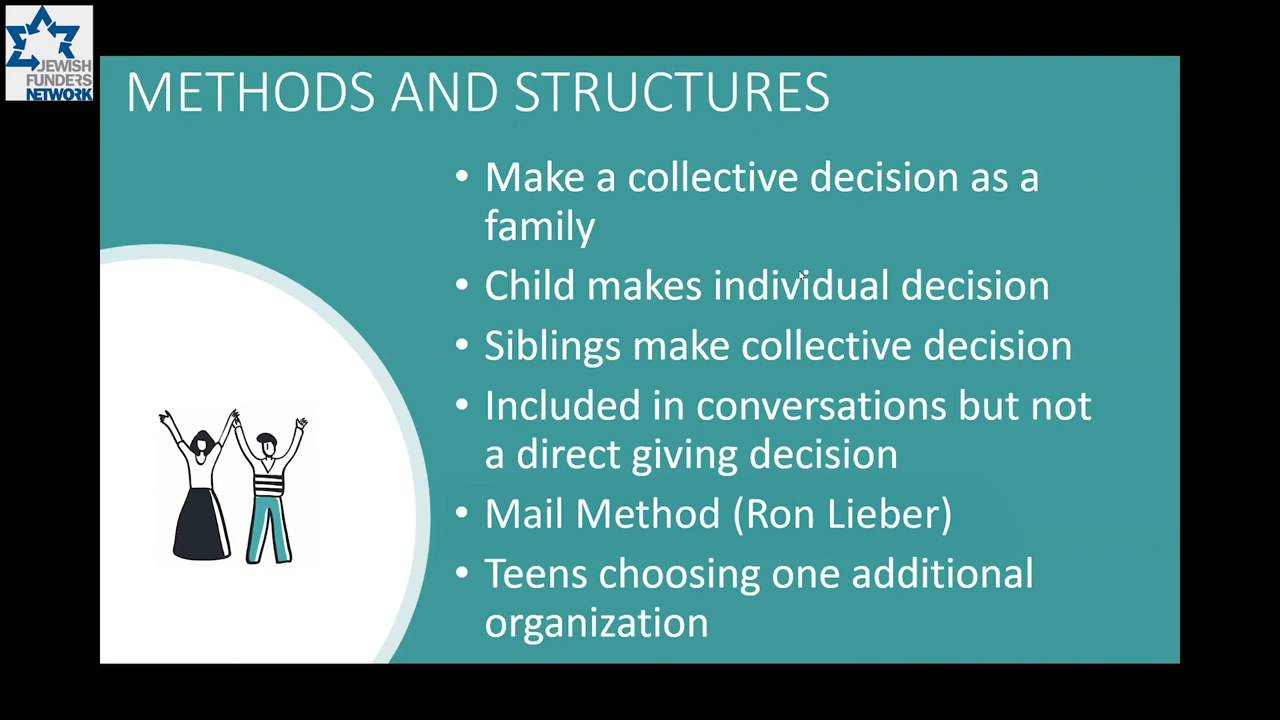 JEWISH
FUNDERS
NETWORK
METHODS AND STRUCTURES
• Make a collective decision as a
family
• Child makes individual decision
• Siblings make collective decision
• Included in conversations but not
a direct giving decision
• Mail Method (Ron Lieber)
• Teens choosing one additional
organization